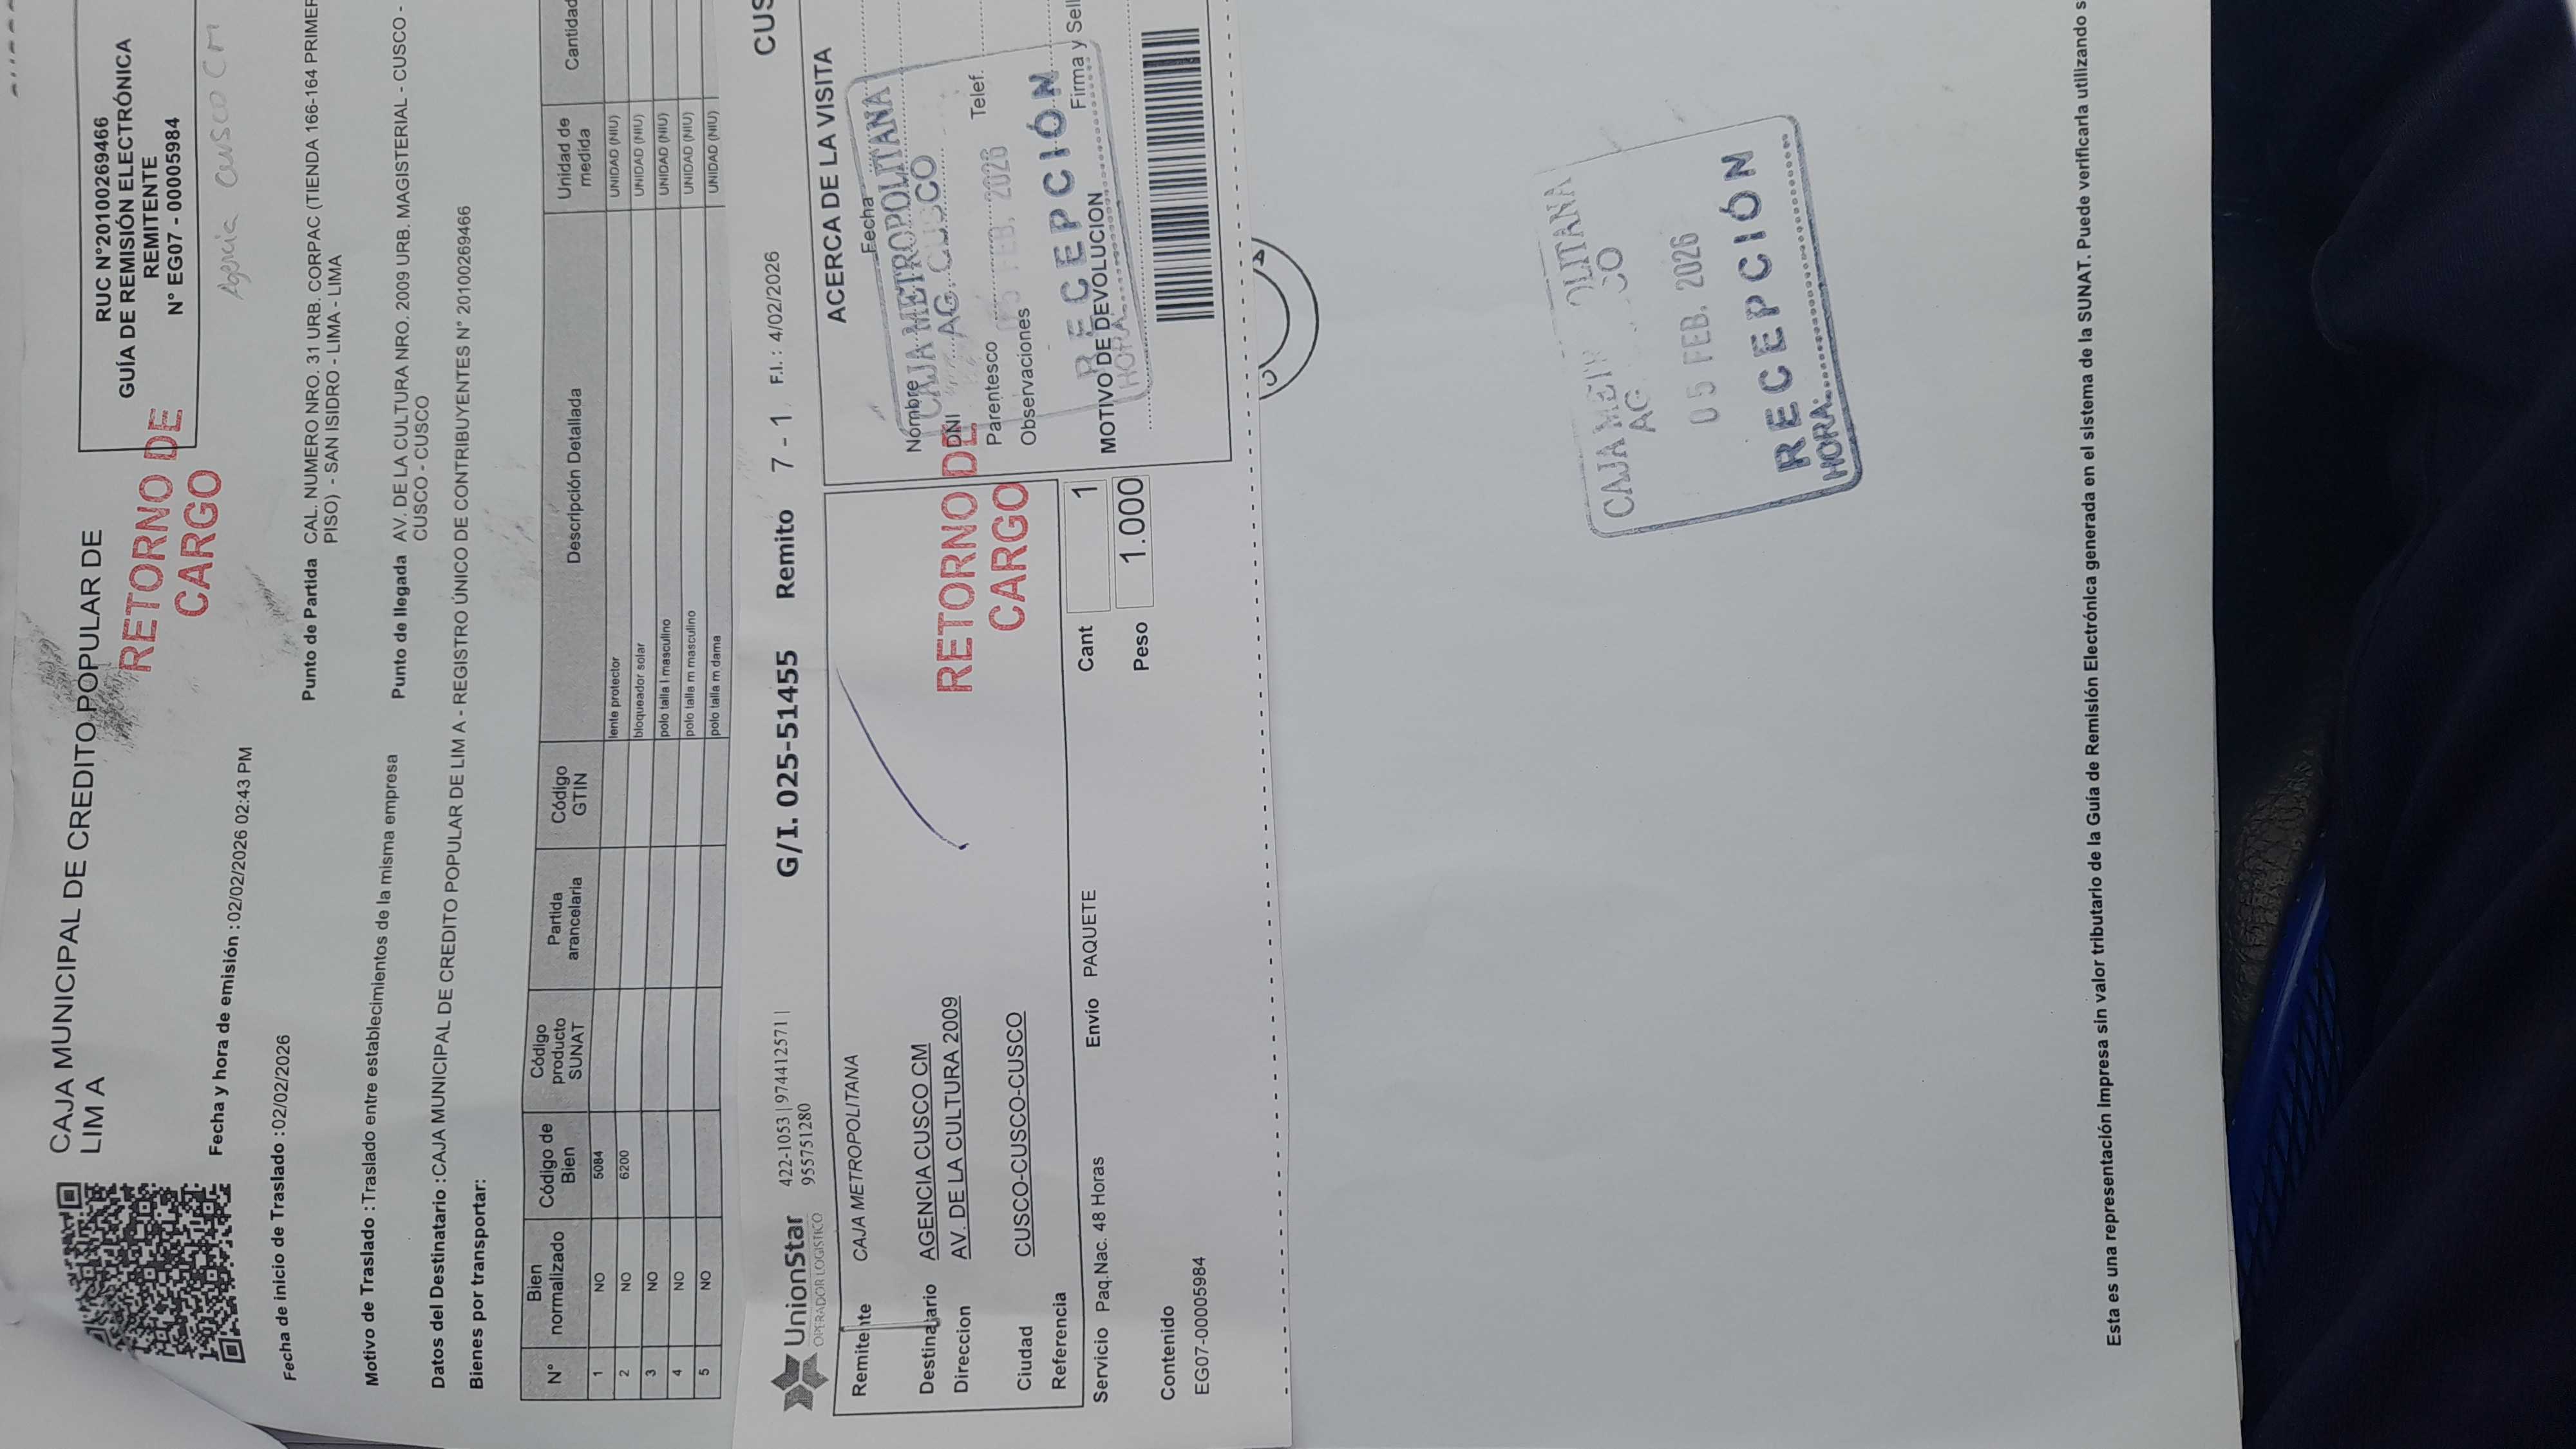 CAJA MUNICIPAL DE CREDITO POPULAR DE
LIM A
RUC N°20100269466
GUÍA DE REMISIÓN ELECTRÓNICA
REMITENTE
N° EG07 - 00005984
RETORNO DE
CARGO
Agencia Cusco CM
Fecha y hora de emisión : 02/02/2026 02:43 PM
Fecha de inicio de Traslado : 02/02/2026
Punto de Partida CAL. NUMERO NRO. 31 URB. CORPAC (TIENDA 166-164 PRIMER
PISO) - SAN ISIDRO - LIMA - LIMA
Motivo de Traslado : Traslado entre establecimientos de la misma empresa
Punto de llegada AV. DE LA CULTURA NRO. 2009 URB. MAGISTERIAL - CUSCO -
CUSCO - CUSCO
Datos del Destinatario : CAJA MUNICIPAL DE CREDITO POPULAR DE LIM A - REGISTRO ÚNICO DE CONTRIBUYENTES N° 20100269466
Bienes por transportar:
N° Bien normalizado Código de Bien Código producto SUNAT Partida arancelaria Código GTIN Descripción Detallada Unidad de medida Cantidad
1 NO 5084 lente protector UNIDAD (NIU)
2 NO 6200 bloqueador solar UNIDAD (NIU)
3 NO polo talla l masculino UNIDAD (NIU)
4 NO polo talla m masculino UNIDAD (NIU)
5 NO polo talla m dama UNIDAD (NIU)
UnionStar
OPERADOR LOGISTICO
422-1053 | 974412571 |
955751280
G/I. 025-51455 Remito 7 - 1 F.I. : 4/02/2026 CUS
Remitente CAJA METROPOLITANA
Destinatario AGENCIA CUSCO CM
Direccion AV. DE LA CULTURA 2009
Ciudad CUSCO-CUSCO-CUSCO
Referencia
RETORNO DE
CARGO
Servicio Paq.Nac. 48 Horas Envío PAQUETE Cant 1
Peso 1.000
Contenido
EG07-00005984
ACERCA DE LA VISITA
Fecha
Nombre
DNI
Parentesco Telef.
Observaciones
Firma y Sell
MOTIVO DE DEVOLUCION
CAJA METROPOLITANA
AG. CUSCO
FEB. 2026
RECEPCIÓN
HORA
CAJA
AG
05 FEB. 2026
RECEPCIÓN
HORA:
Esta es una representación impresa sin valor tributario de la Guía de Remisión Electrónica generada en el sistema de la SUNAT. Puede verificarla utilizando s